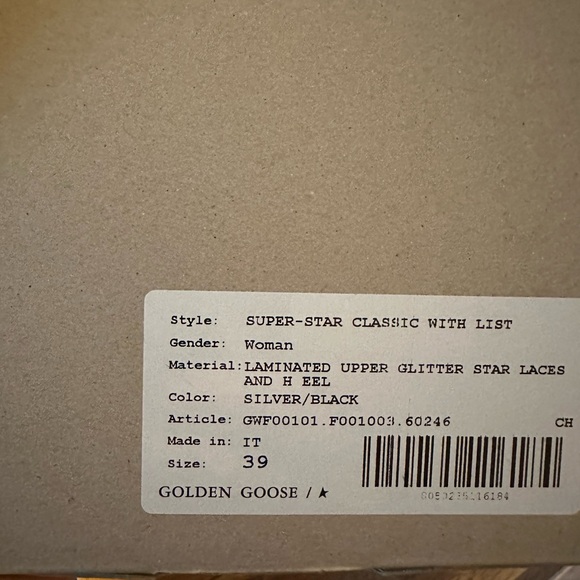 Style: SUPER-STAR CLASSIC WITH LIST
Gender: Woman
Material: LAMINATED UPPER GLITTER STAR LACES
AND H EEL
Color: SILVER/BLACK
Article: GWF00101.F001003.60246 CH
Made in: IT
Size: 39
GOLDEN GOOSE /